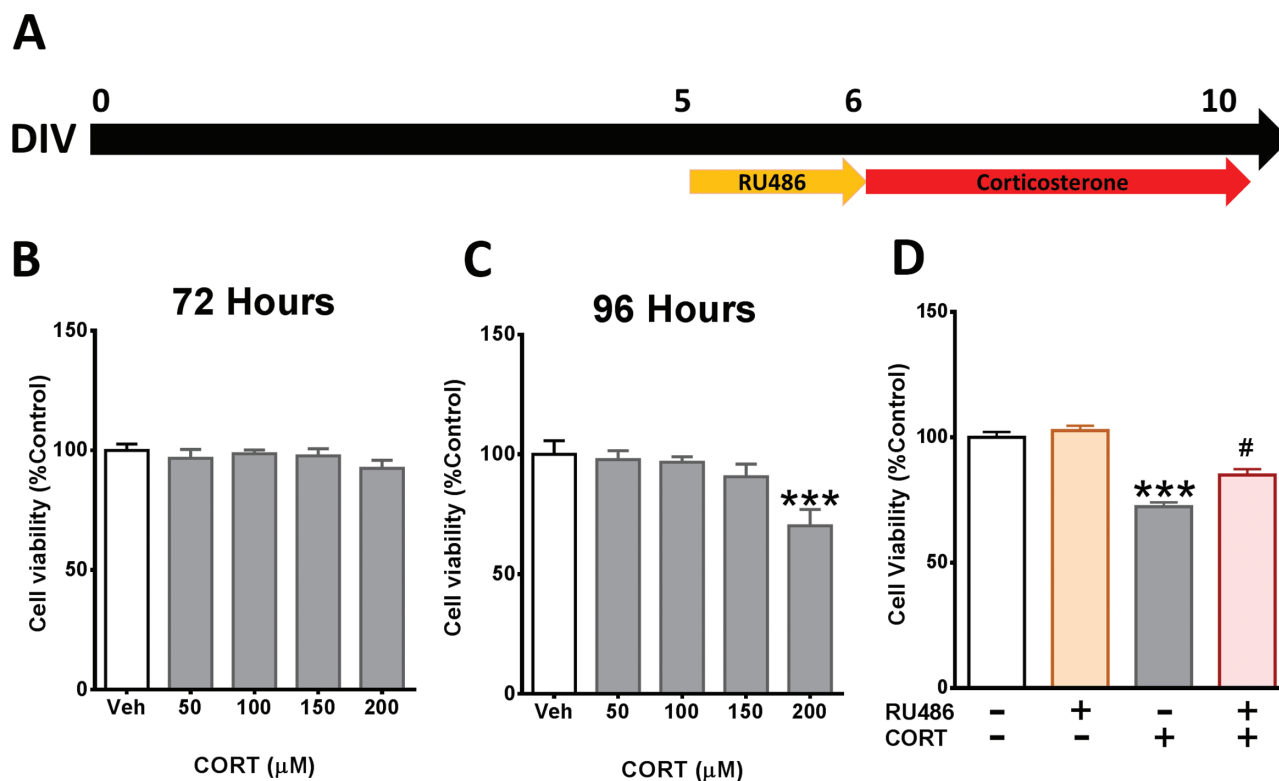 A
0 5 6 10
DIV
RU486 Corticosterone
B
72 Hours
Cell viability (%Control)
150
100
50
0
Veh 50 100 150 200
CORT (μM)
C
96 Hours
Cell viability (%Control)
150
100
50
0
***
Veh 50 100 150 200
CORT (μM)
D
Cell Viability (%Control)
150
100
50
0
***
#
RU486 - + - +
CORT - - + +